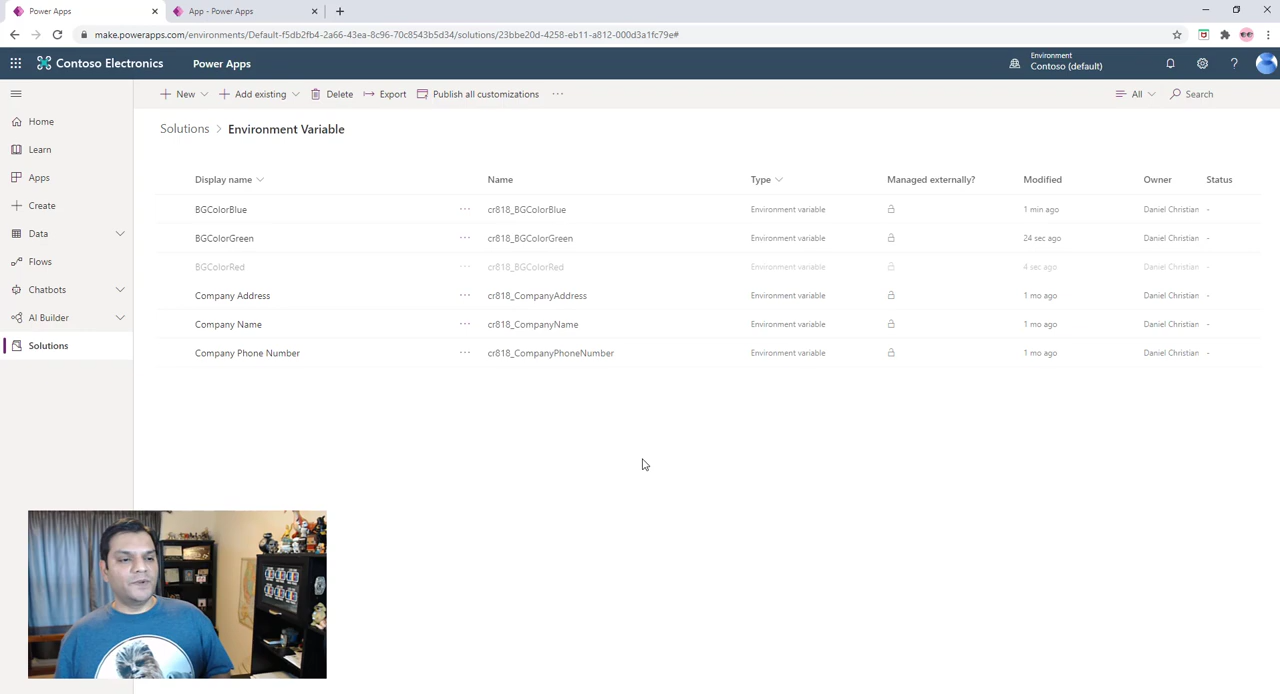 Power Apps
App - Power Apps
make.powerapps.com/environments/Default-f5db2fb4-2a66-43ea-8c96-70c8543b5d34/solutions/23bbe20d-4258-eb11-a812-000d3a1fc79e#
Contoso Electronics Power Apps
Environment
Contoso (default)
New Add existing Delete Export Publish all customizations ··· All Search
Solutions > Environment Variable
Home
Learn
Apps
Create
Data
Flows
Chatbots
AI Builder
Solutions
Display name Name Type Managed externally? Modified Owner Status
BGColorBlue ··· cr818_BGColorBlue Environment variable 1 min ago Daniel Christian -
BGColorGreen ··· cr818_BGColorGreen Environment variable 24 sec ago Daniel Christian -
BGColorRed ··· cr818_BGColorRed Environment variable 4 sec ago Daniel Christian -
Company Address ··· cr818_CompanyAddress Environment variable 1 mo ago Daniel Christian -
Company Name ··· cr818_CompanyName Environment variable 1 mo ago Daniel Christian -
Company Phone Number ··· cr818_CompanyPhoneNumber Environment variable 1 mo ago Daniel Christian -